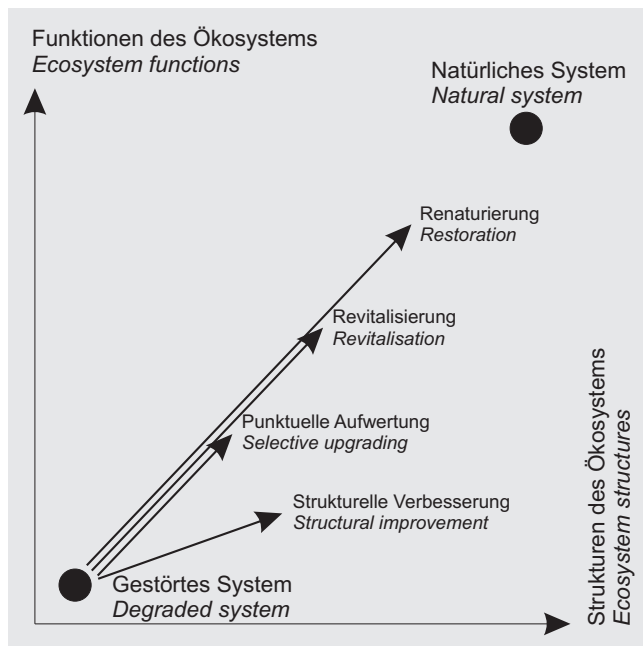 Funktionen des Ökosystems
Ecosystem functions
Natürliches System
Natural system
Renaturierung
Restoration
Revitalisierung
Revitalisation
Punktuelle Aufwertung
Selective upgrading
Strukturelle Verbesserung
Structural improvement
Gestörtes System
Degraded system
Strukturen des Ökosystems
Ecosystem structures